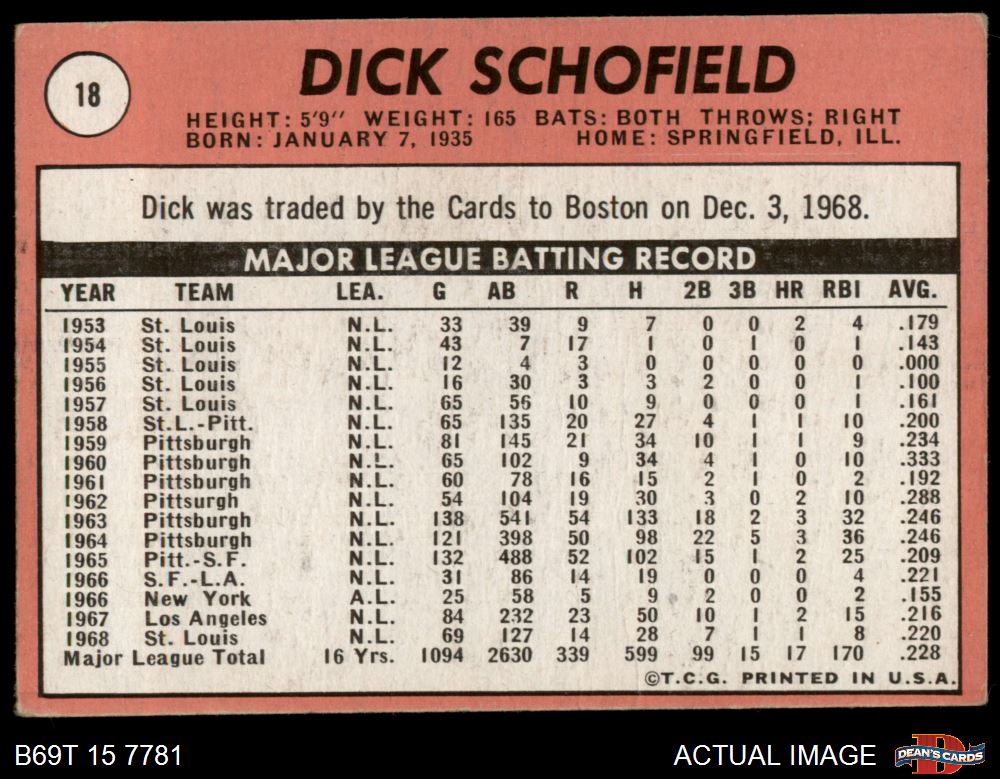 18
DICK SCHOFIELD
HEIGHT: 5'9" WEIGHT: 165 BATS: BOTH THROWS; RIGHT
BORN: JANUARY 7, 1935 HOME: SPRINGFIELD, ILL.
Dick was traded by the Cards to Boston on Dec. 3, 1968.
MAJOR LEAGUE BATTING RECORD
YEAR TEAM LEA. G AB R H 2B 3B HR RBI AVG.
1953 St. Louis N.L. 33 39 9 7 0 0 2 4 .179
1954 St. Louis N.L. 43 7 17 1 0 1 0 1 .143
1955 St. Louis N.L. 12 4 3 0 0 0 0 0 .000
1956 St. Louis N.L. 16 30 3 3 2 0 0 1 .100
1957 St. Louis N.L. 65 56 10 9 0 0 0 1 .161
1958 St.L.-Pitt. N.L. 65 135 20 27 4 1 1 10 .200
1959 Pittsburgh N.L. 81 145 21 34 10 1 1 9 .234
1960 Pittsburgh N.L. 65 102 9 34 4 1 0 10 .333
1961 Pittsburgh N.L. 60 78 16 15 2 1 0 2 .192
1962 Pittsurgh N.L. 54 104 19 30 3 0 2 10 .288
1963 Pittsburgh N.L. 138 541 54 133 18 2 3 32 .246
1964 Pittsburgh N.L. 121 398 50 98 22 5 3 36 .246
1965 Pitt.-S.F. N.L. 132 488 52 102 15 1 2 25 .209
1966 S.F.-L.A. N.L. 31 86 14 19 0 0 0 4 .221
1966 New York A.L. 25 58 5 9 2 0 0 2 .155
1967 Los Angeles N.L. 84 232 23 50 10 1 2 15 .216
1968 St. Louis N.L. 69 127 14 28 7 1 1 8 .220
Major League Total 16 Yrs. 1094 2630 339 599 99 15 17 170 .228
©T.C.G. PRINTED IN U.S.A.
B69T 15 7781 ACTUAL IMAGE DEAN'S CARDS